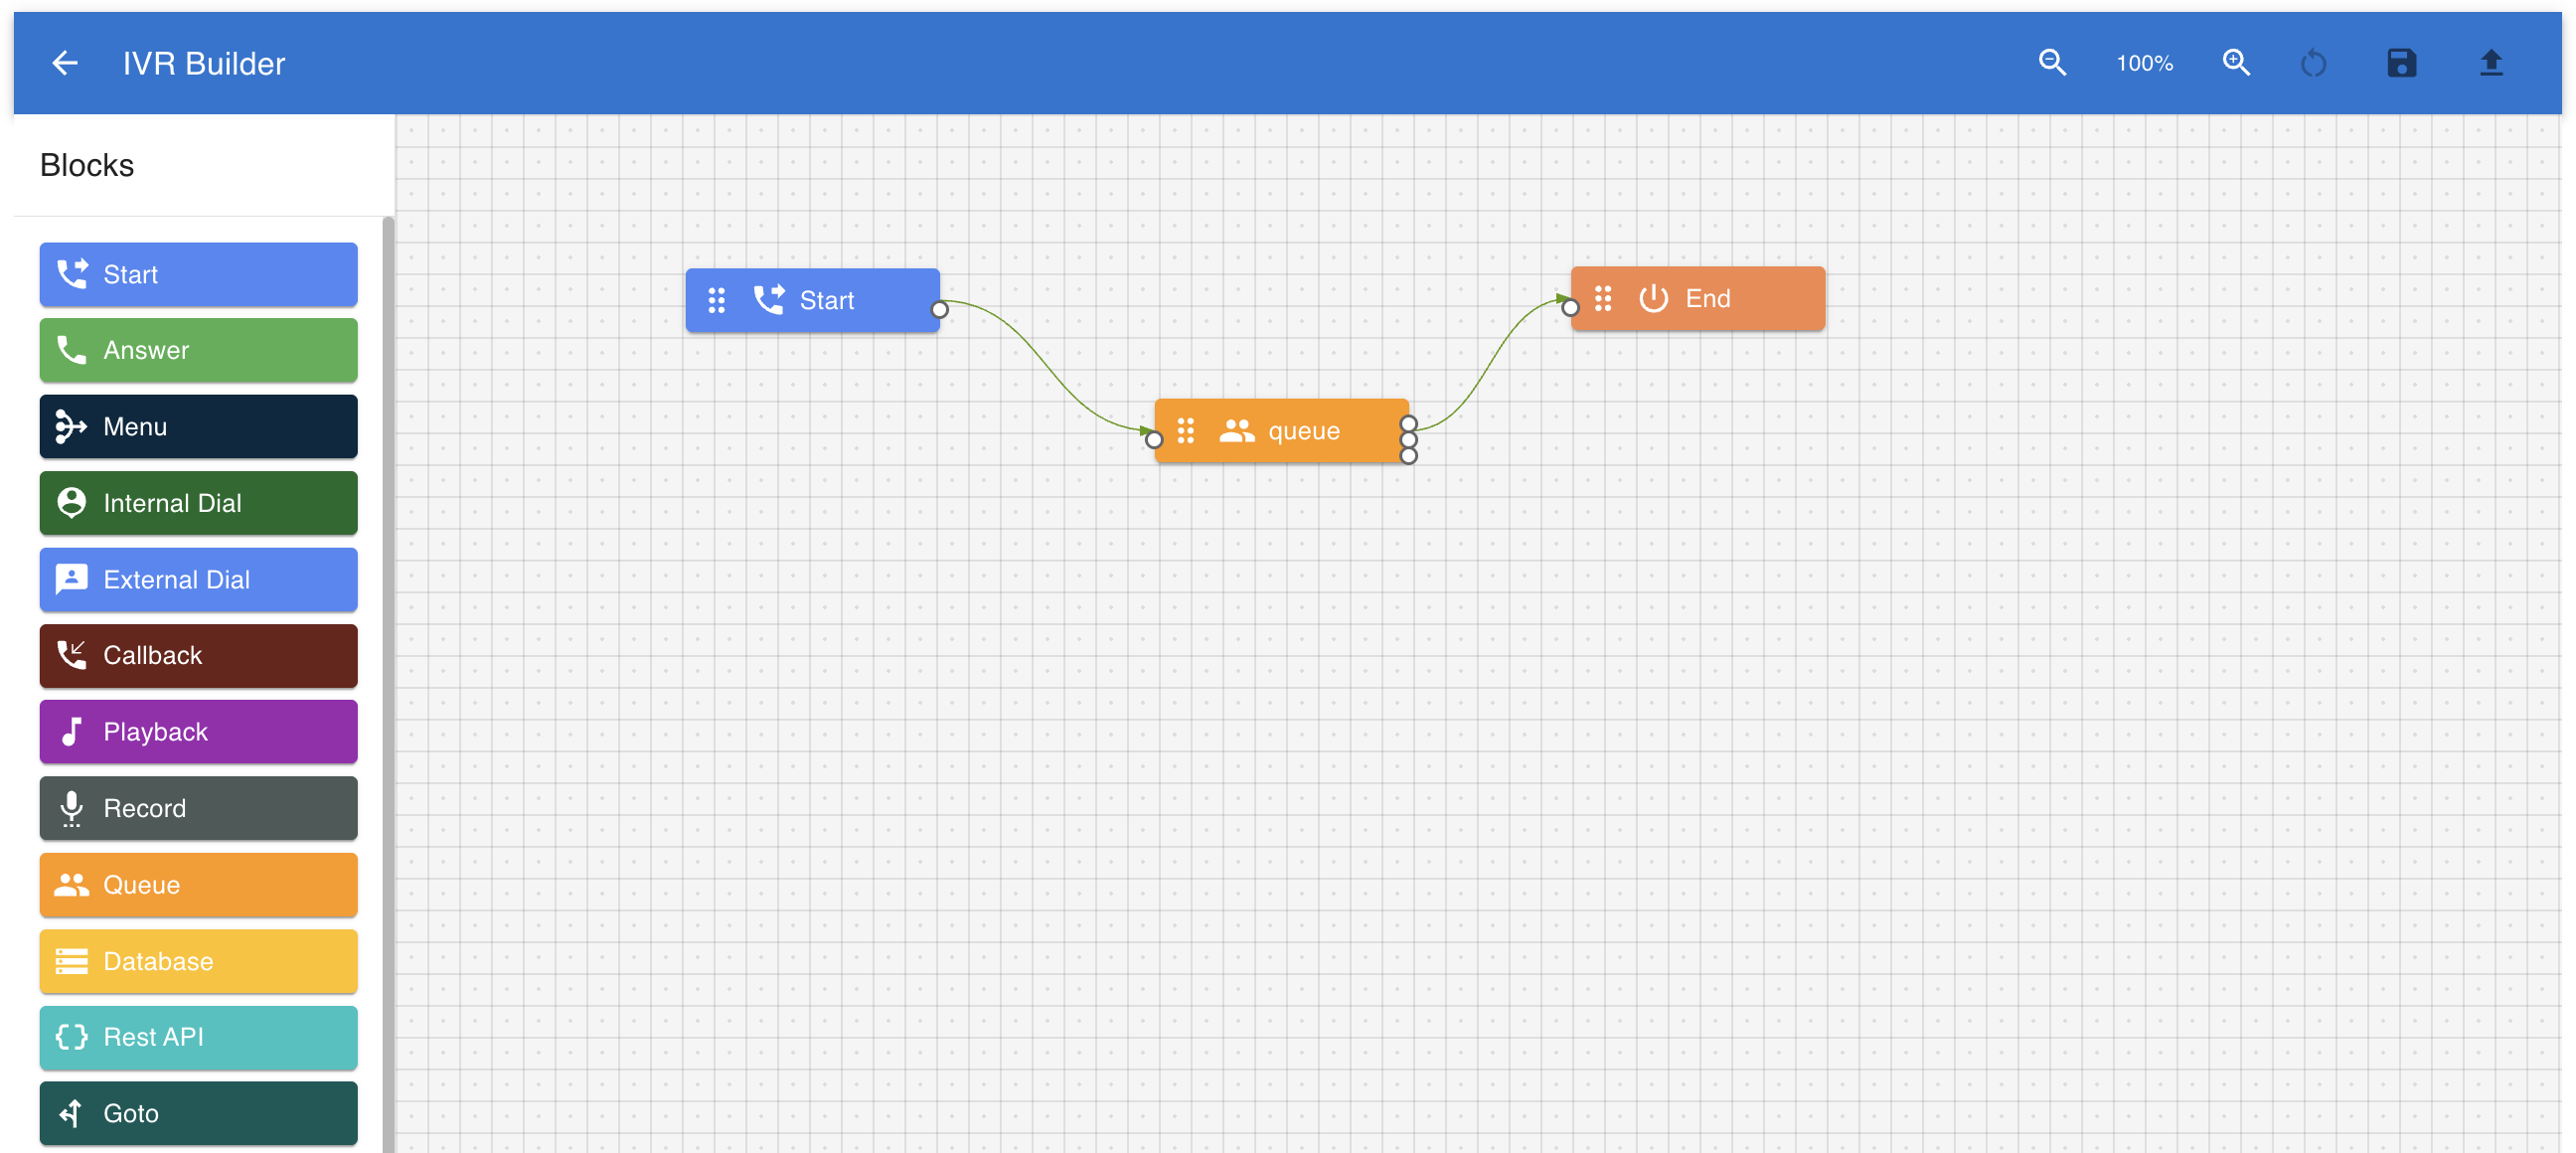 IVR Builder
100%
Blocks
Start
Answer
Menu
Internal Dial
External Dial
Callback
Playback
Record
Queue
Database
Rest API
Goto
Start
queue
End